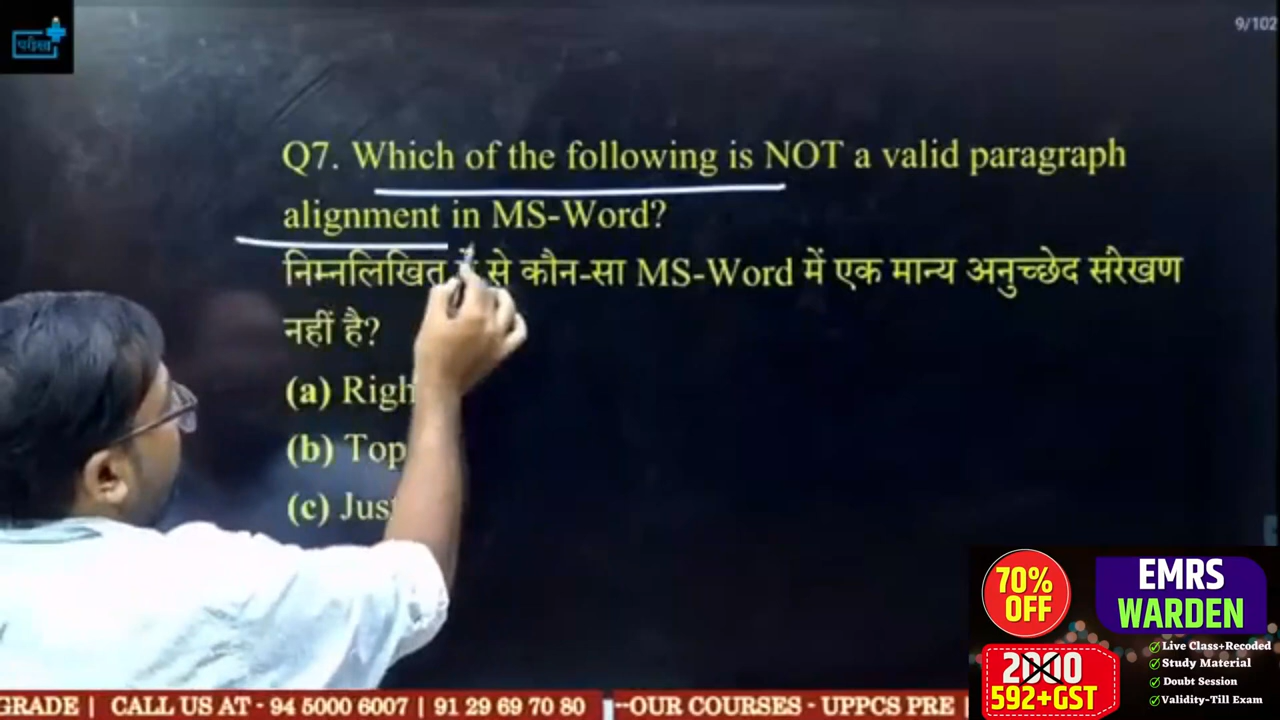 परीक्षा
9/102
Q7. Which of the following is NOT a valid paragraph
alignment in MS-Word?
निम्नलिखित में से कौन-सा MS-Word में एक मान्य अनुच्छेद संरेखण
नहीं है?
(a) Righ
(b) Top
(c) Jus
70%
OFF
EMRS
WARDEN
2000
592+GST
Live Class+Recoded
Study Material
Doubt Session
Validity-Till Exam
GRADE | CALL US AT - 94 5000 6007 | 91 29 69 70 80 --OUR COURSES - UPPCS PRE |